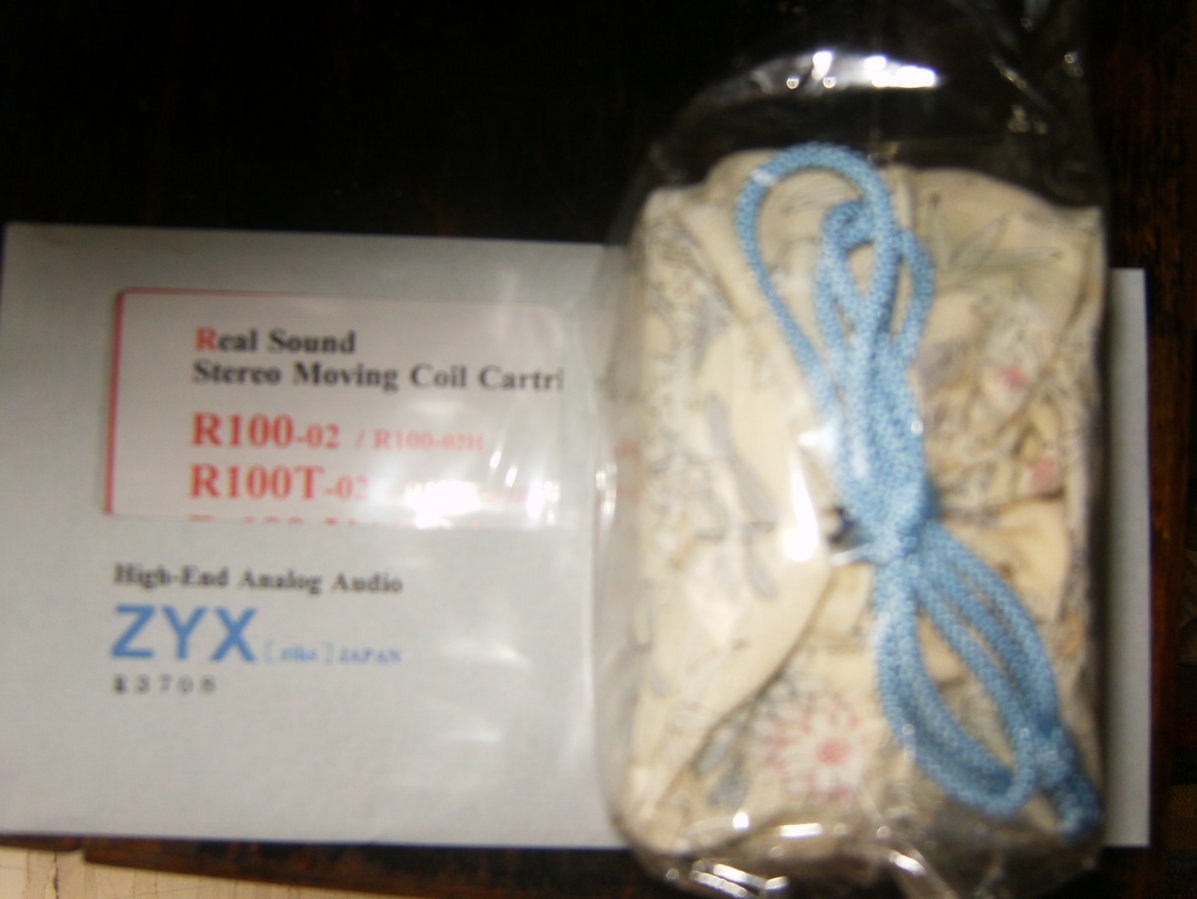 Real Sound
Stereo Moving Coil Cartri
R100-02 / R100-02H
R100T-02
High-End Analog Audio
ZYX [ ziks ] JAPAN
3708